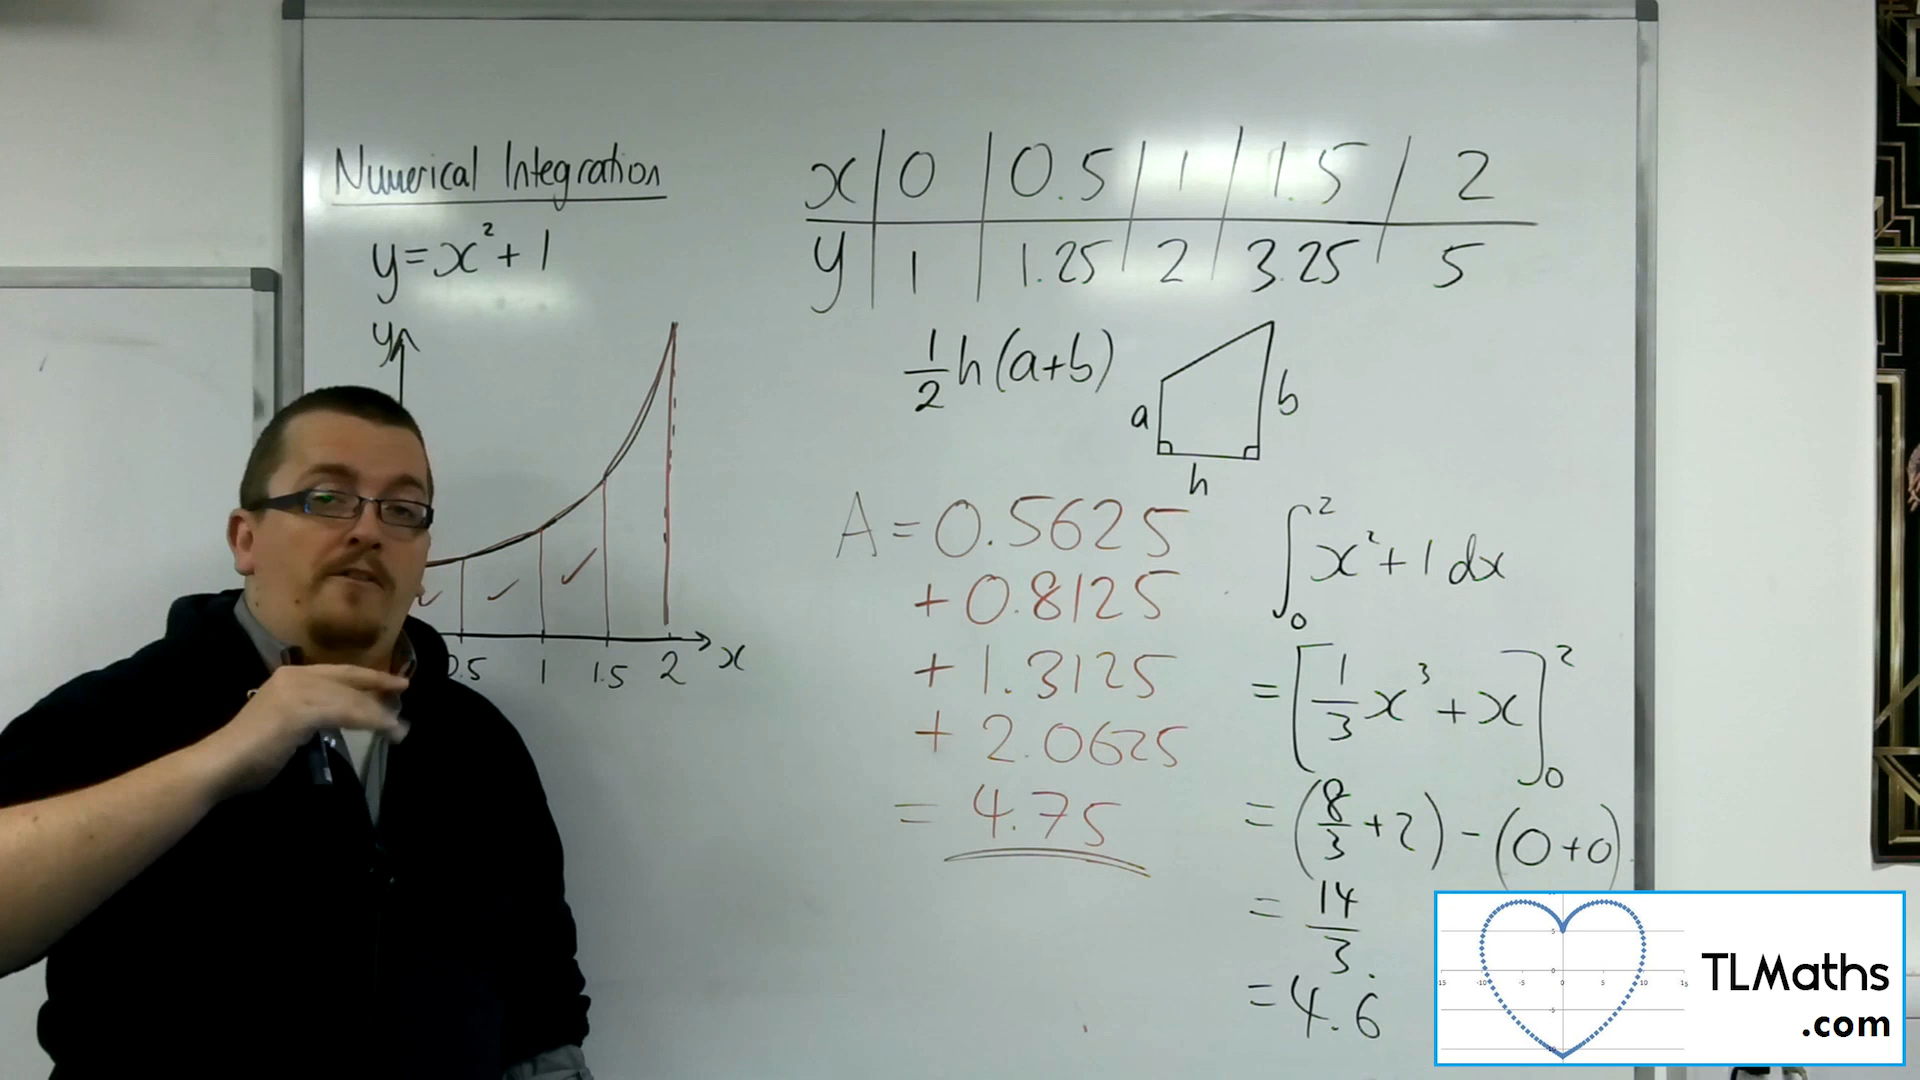 Numerical Integration
y=x²+1
y
0.5 1 1.5 2 x
x | 0 | 0.5 | 1 | 1.5 | 2
y | 1 | 1.25 | 2 | 3.25 | 5
½h(a+b)
a b
h
A = 0.5625
+ 0.8125
+ 1.3125
+ 2.0625
= 4.75
∫₀² x²+1 dx
= [⅓x³+x]₀²
= (8/3+2) - (0+0)
= 14/3
= 4.6̇
TLMaths
.com